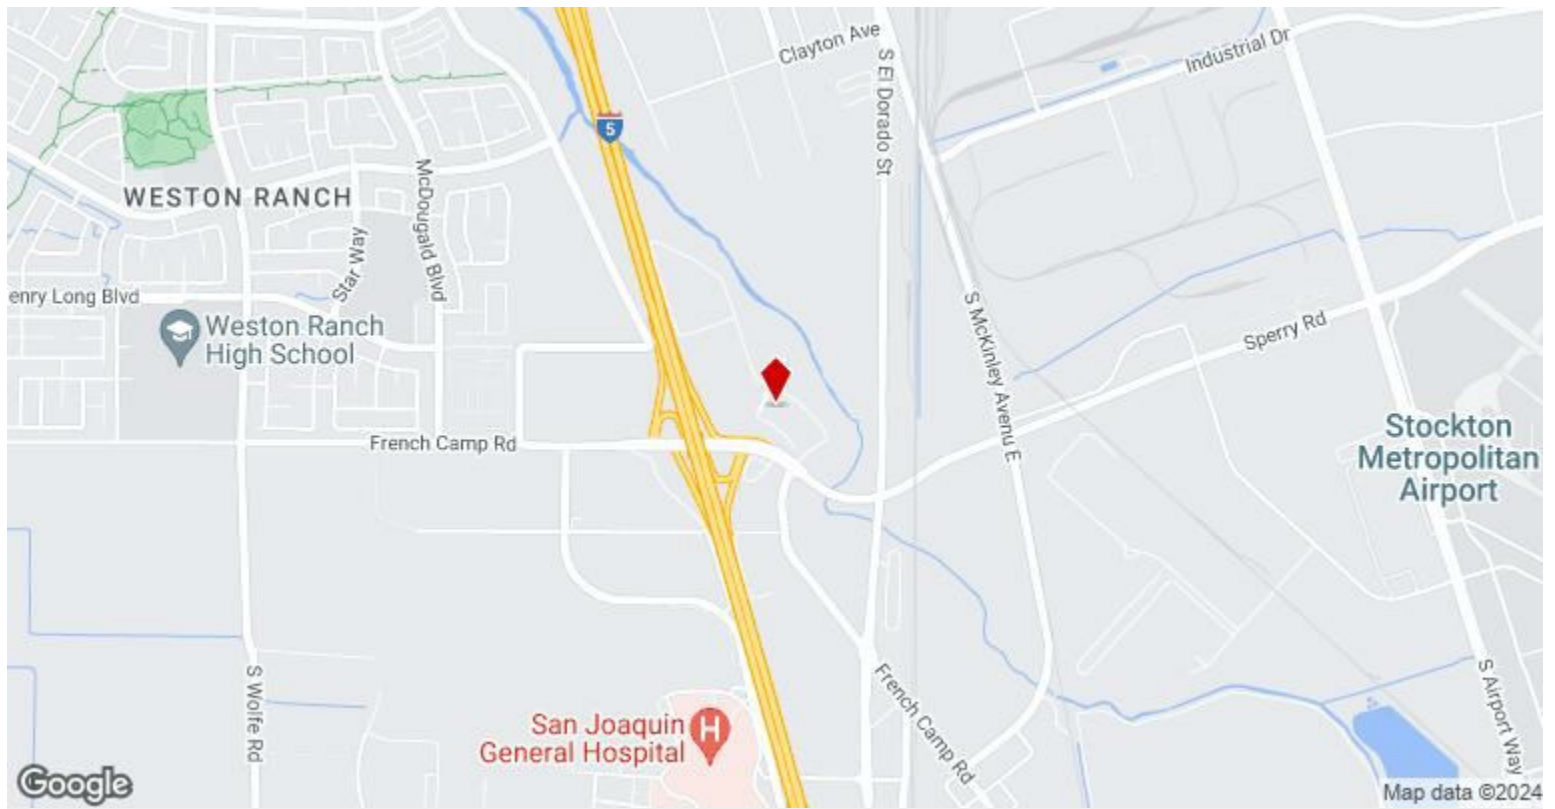 Clayton Ave
S El Dorado St
Industrial Dr
5
McDougald Blvd
WESTON RANCH
Star Way
enry Long Blvd
Weston Ranch
High School
S McKinley Avenu E
Sperry Rd
French Camp Rd
Stockton
Metropolitan
Airport
S Wolfe Rd
San Joaquin
General Hospital
H
French Camp Rd
S Airport Way
Google
Map data ©2024